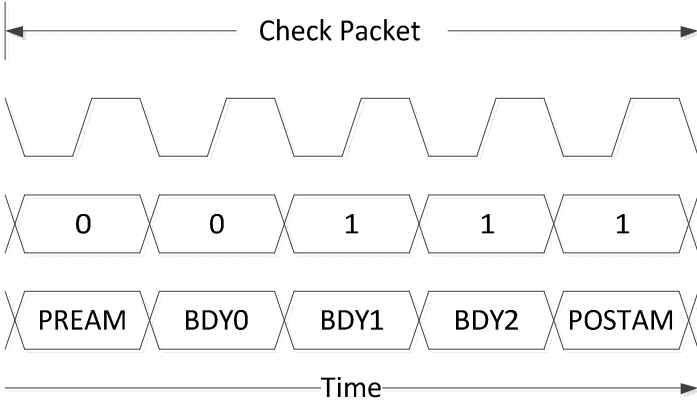 Check Packet
0 0 1 1 1
PREAM BDY0 BDY1 BDY2 POSTAM
Time